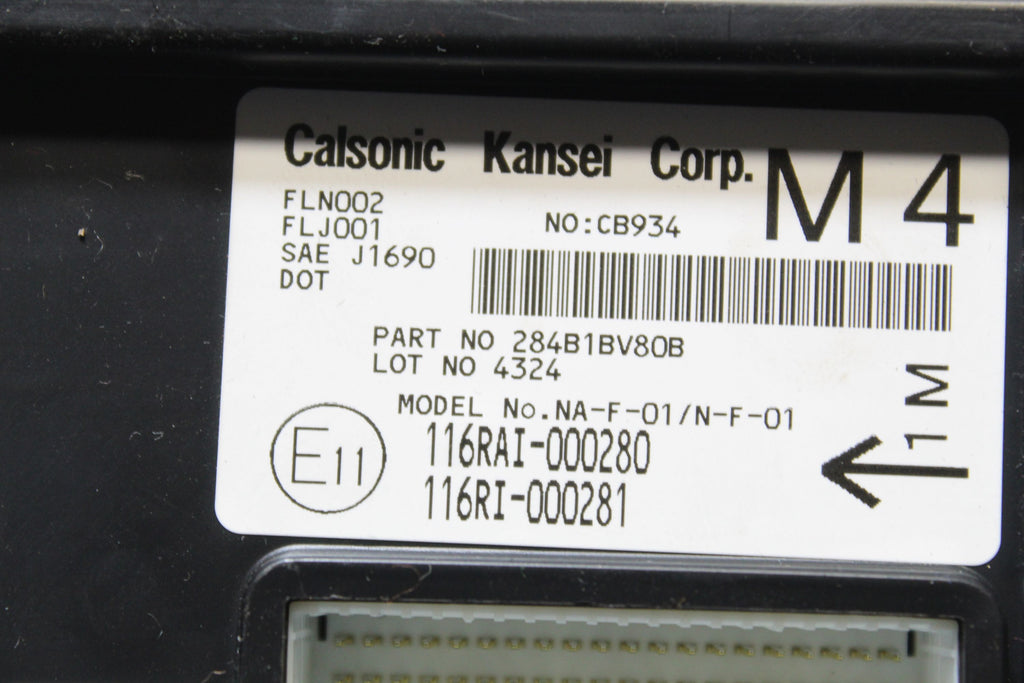 Calsonic Kansei Corp.
M4
FLN002
FLJ001
SAE J1690
DOT
NO:CB934
PART NO 284B1BV80B
LOT NO 4324
MODEL No.NA-F-01/N-F-01
E11
116RAI-000280
116RI-000281
1M